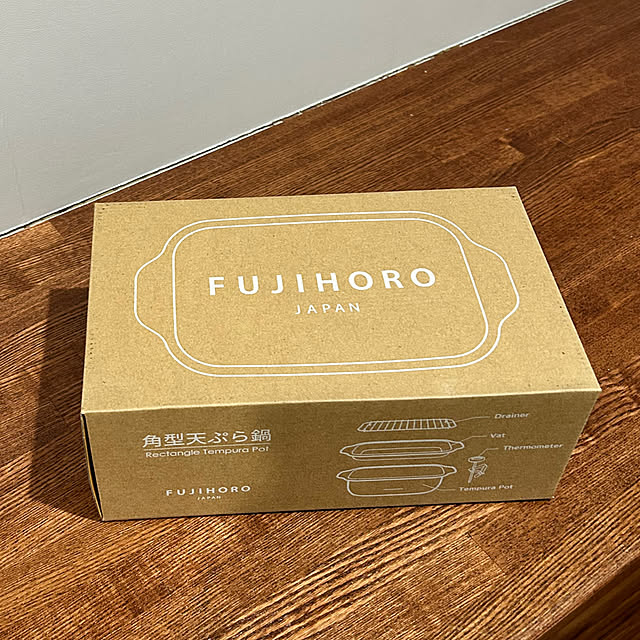 FUJIHORO
JAPAN
角型天ぷら鍋
Rectangle Tempura Pot
FUJIHORO
JAPAN
Drainer
Vat
Thermometer
Tempura Pot